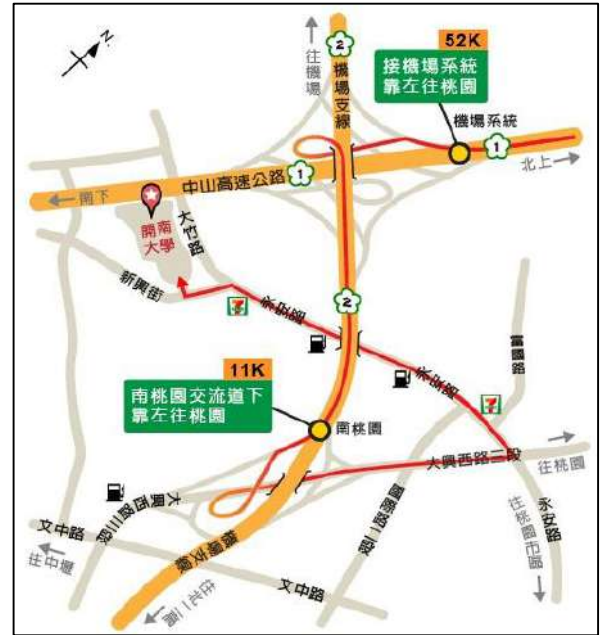 N
往機場
2
機場支線
52K
接機場系統
靠左往桃園
機場系統
1
北上
中山高速公路
1
南下
開南
大學
大竹路
新興街
7
永安路
2
富國路
永安路
7
11K
南桃園交流道下
靠左往桃園
南桃園
大興西路二段
往桃園
大興西路三段
文中路
往中壢
機場支線
往北二高
文中路
國際路一段
永安路
往桃園市區